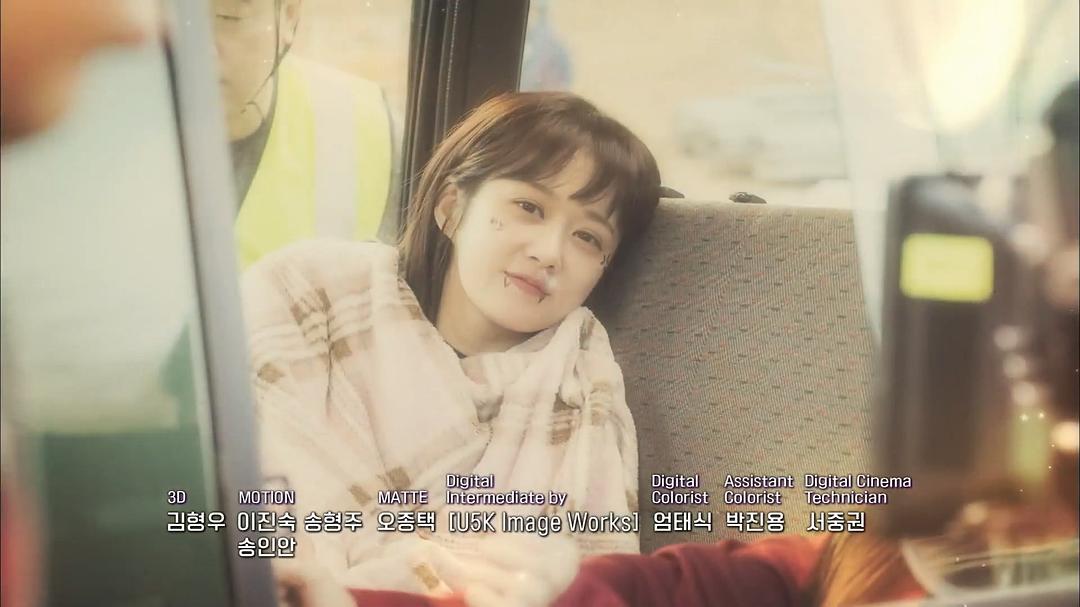 3D
김형우
MOTION
이진숙 송형주
송인안
MATTE
오종택
Digital
Intermediate by
[U5K Image Works]
Digital
Colorist
엄태식
Assistant
Colorist
박진용
Digital Cinema
Technician
서중권